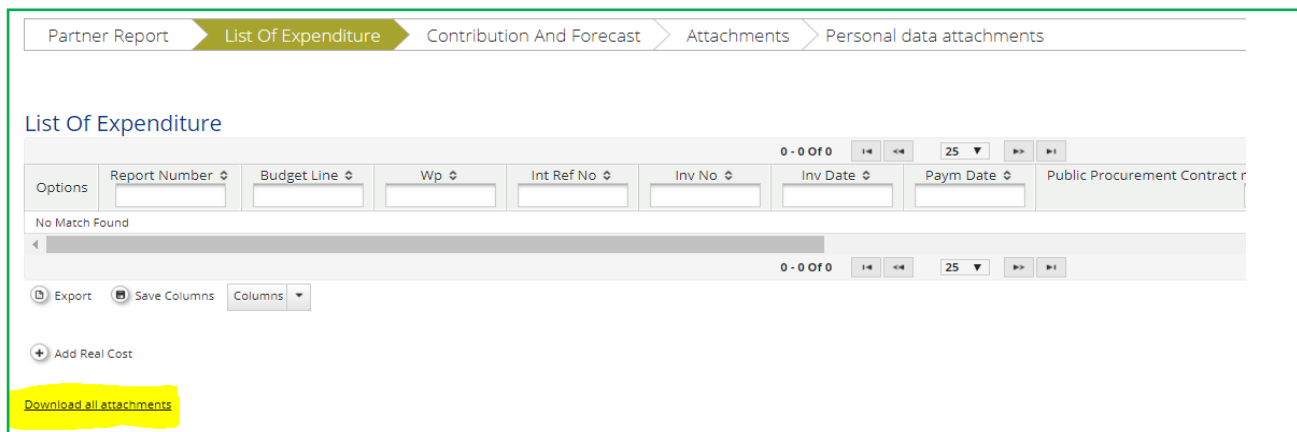 Partner Report List Of Expenditure Contribution And Forecast Attachments Personal data attachments
List Of Expenditure
0 - 0 Of 0 25
Options Report Number Budget Line Wp Int Ref No Inv No Inv Date Paym Date Public Procurement Contract r
No Match Found
0 - 0 Of 0 25
Export Save Columns Columns
Add Real Cost
Download all attachments